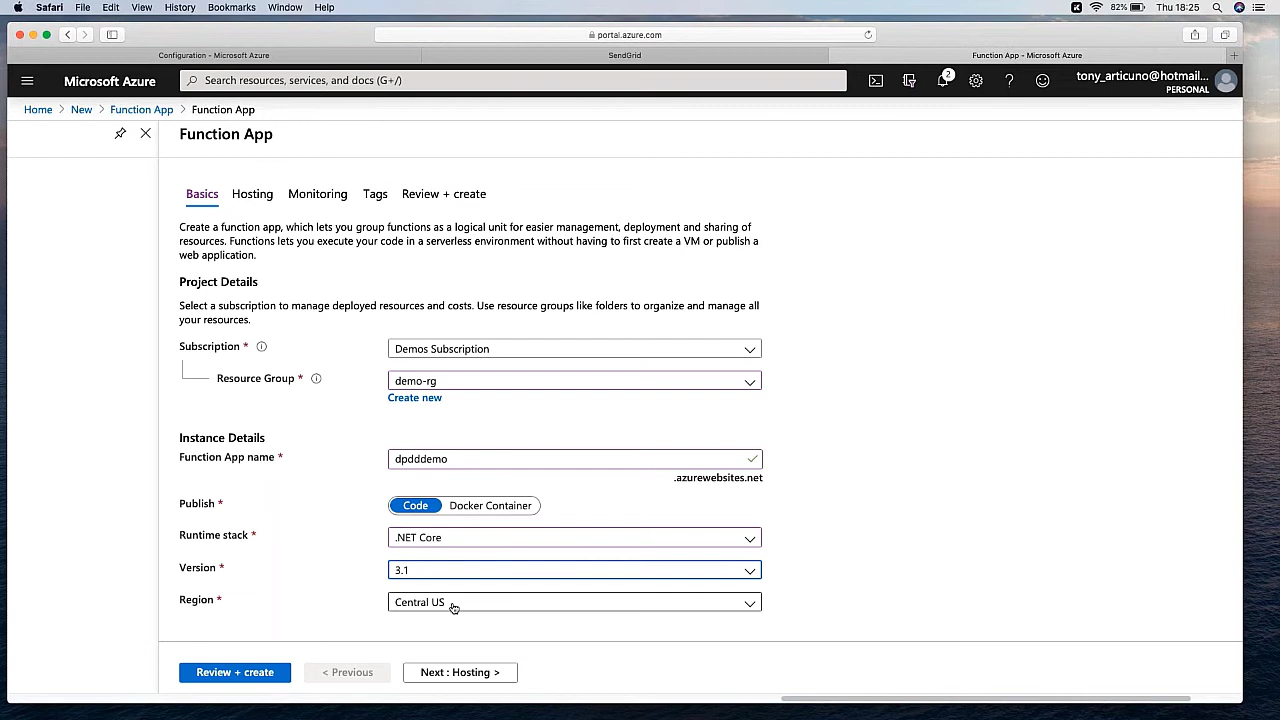 Safari File Edit View History Bookmarks Window Help 82% Thu 18:25
portal.azure.com
Configuration - Microsoft Azure SendGrid Function App - Microsoft Azure
Microsoft Azure Search resources, services, and docs (G+/) 2 tony_articuno@hotmail...
PERSONAL
Home > New > Function App > Function App
Function App
Basics Hosting Monitoring Tags Review + create
Create a function app, which lets you group functions as a logical unit for easier management, deployment and sharing of
resources. Functions lets you execute your code in a serverless environment without having to first create a VM or publish a
web application.
Project Details
Select a subscription to manage deployed resources and costs. Use resource groups like folders to organize and manage all
your resources.
Subscription * Demos Subscription
Resource Group * demo-rg
Create new
Instance Details
Function App name * dpdddemo
.azurewebsites.net
Publish * Code Docker Container
Runtime stack * .NET Core
Version * 3.1
Region * Central US
Review + create < Previous Next : Hosting >